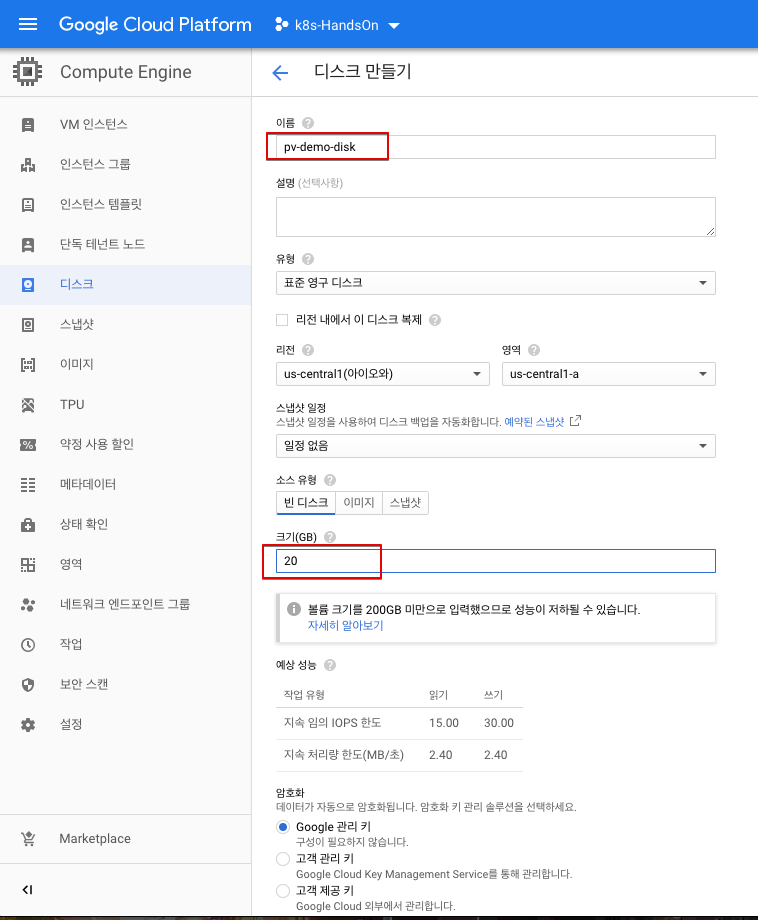 Google Cloud Platform
k8s-HandsOn
Compute Engine
VM 인스턴스
인스턴스 그룹
인스턴스 템플릿
단독 테넌트 노드
디스크
스냅샷
이미지
TPU
약정 사용 할인
메타데이터
상태 확인
영역
네트워크 엔드포인트 그룹
작업
보안 스캔
설정
Marketplace
디스크 만들기
이름
pv-demo-disk
설명 (선택사항)
유형
표준 영구 디스크
리전 내에서 이 디스크 복제
리전 영역
us-central1(아이오와) us-central1-a
스냅샷 일정
스냅샷 일정을 사용하여 디스크 백업을 자동화합니다. 예약된 스냅샷
일정 없음
소스 유형
빈 디스크 이미지 스냅샷
크기(GB)
20
볼륨 크기를 200GB 미만으로 입력했으므로 성능이 저하될 수 있습니다.
자세히 알아보기
예상 성능
작업 유형 읽기 쓰기
지속 임의 IOPS 한도 15.00 30.00
지속 처리량 한도(MB/초) 2.40 2.40
암호화
데이터가 자동으로 암호화됩니다. 암호화 키 관리 솔루션을 선택하세요.
Google 관리 키
구성이 필요하지 않습니다.
고객 관리 키
Google Cloud Key Management Service를 통해 관리합니다.
고객 제공 키
Google Cloud 외부에서 관리합니다.